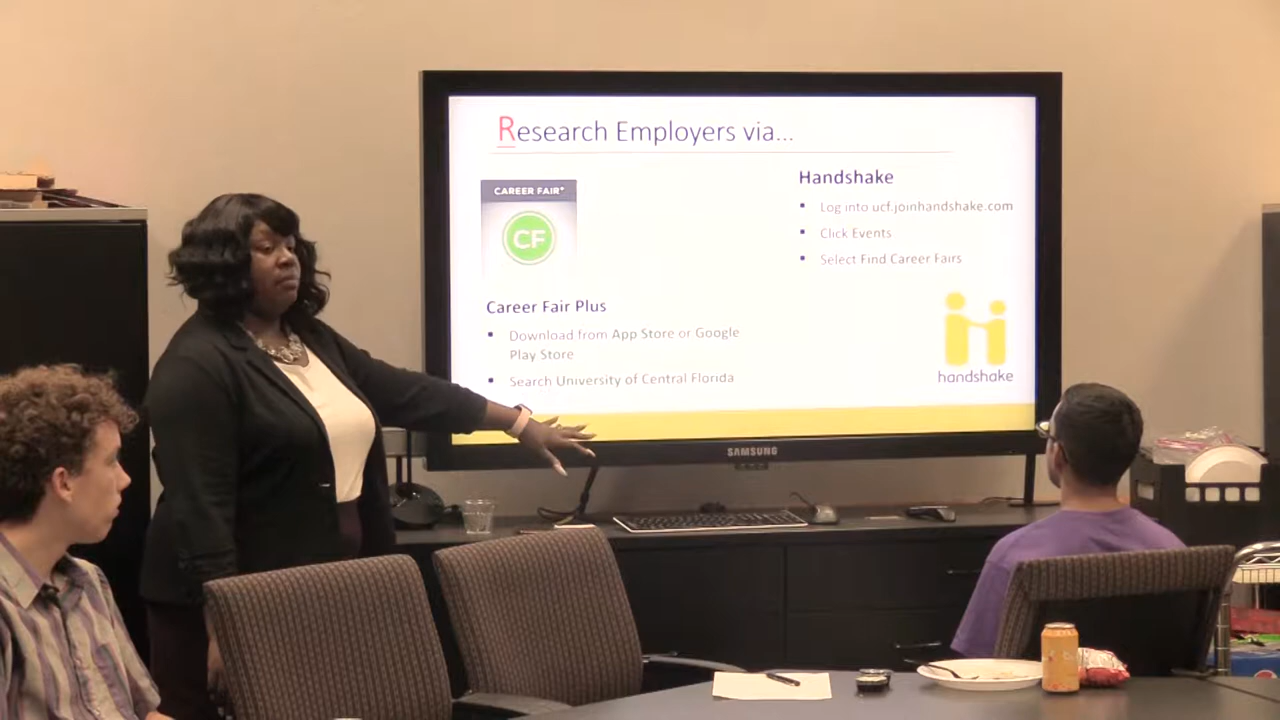 Research Employers via...
CAREER FAIR+
CF
Career Fair Plus
▪ Download from App Store or Google
Play Store
▪ Search University of Central Florida
Handshake
▪ Log into ucf.joinhandshake.com
▪ Click Events
▪ Select Find Career Fairs
handshake
SAMSUNG